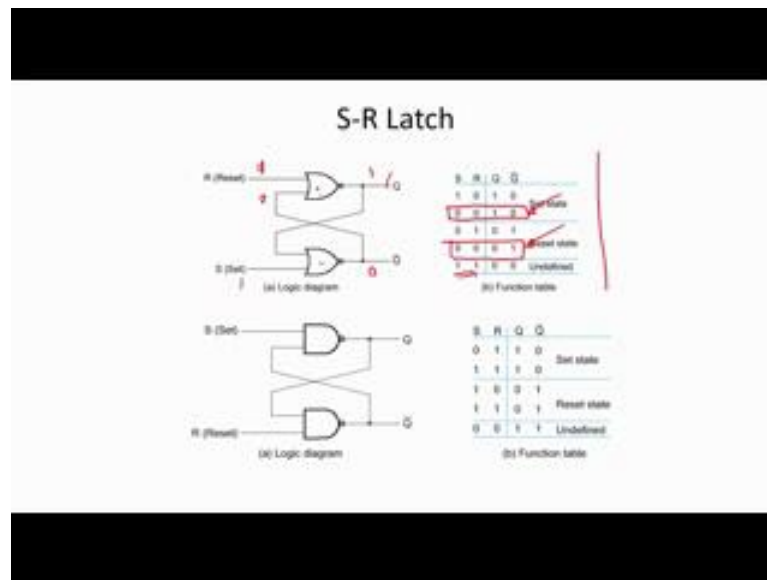 S-R Latch
R (Reset)
Q
S (Set)
Q̄
(a) Logic diagram
S R Q Q̄
1 0 1 0
0 0 1 0
Set state
0 1 0 1
0 0 0 1
Reset state
1 1 0 0 Undefined
(b) Function table
S (Set)
Q
R (Reset)
Q̄
(a) Logic diagram
S R Q Q̄
0 1 1 0
1 1 1 0
Set state
1 0 0 1
1 1 0 1
Reset state
0 0 1 1 Undefined
(b) Function table